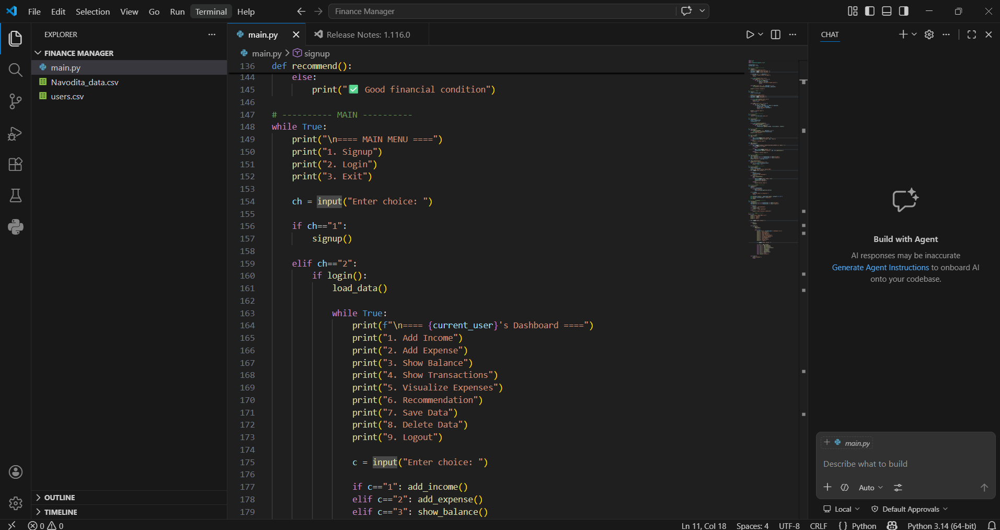 File Edit Selection View Go Run Terminal Help
Finance Manager
EXPLORER
FINANCE MANAGER
main.py
Navodita_data.csv
users.csv
OUTLINE
TIMELINE
main.py
Release Notes: 1.116.0
main.py > signup
136 def recommend():
144 else:
145 print("✅ Good financial condition")
146
147 # ---------- MAIN ----------
148 while True:
149 print("\n==== MAIN MENU ====")
150 print("1. Signup")
151 print("2. Login")
152 print("3. Exit")
153
154 ch = input("Enter choice: ")
155
156 if ch=="1":
157 signup()
158
159 elif ch=="2":
160 if login():
161 load_data()
162
163 while True:
164 print(f"\n==== {current_user}'s Dashboard ====")
165 print("1. Add Income")
166 print("2. Add Expense")
167 print("3. Show Balance")
168 print("4. Show Transactions")
169 print("5. Visualize Expenses")
170 print("6. Recommendation")
171 print("7. Save Data")
172 print("8. Delete Data")
173 print("9. Logout")
174
175 c = input("Enter choice: ")
176
177 if c=="1": add_income()
178 elif c=="2": add_expense()
179 elif c=="3": show_balance()
CHAT
Build with Agent
AI responses may be inaccurate
Generate Agent Instructions to onboard AI
onto your codebase.
main.py
Describe what to build
Auto
Local Default Approvals
0 0
Ln 11, Col 18 Spaces: 4 UTF-8 CRLF {} Python Python 3.14 (64-bit)